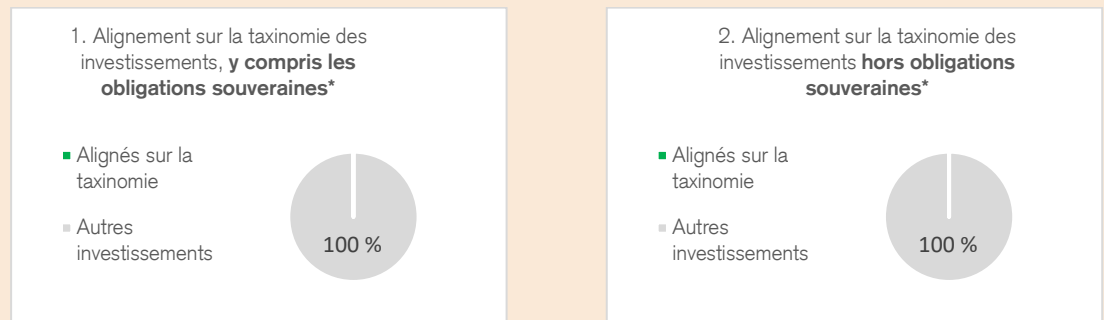 1. Alignement sur la taxinomie des
investissements, y compris les
obligations souveraines*
Alignés sur la
taxinomie
Autres
investissements
100 %
2. Alignement sur la taxinomie des
investissements hors obligations
souveraines*
Alignés sur la
taxinomie
Autres
investissements
100 %